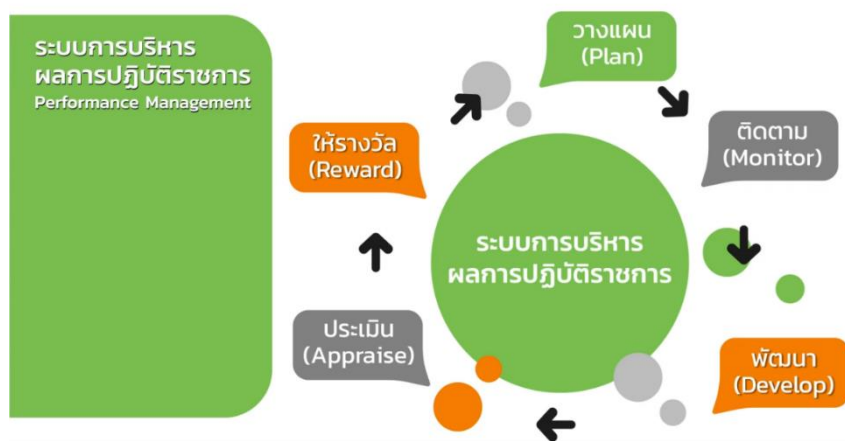 ระบบการบริหาร
ผลการปฏิบัติราชการ
Performance Management
วางแผน
(Plan)
ติดตาม
(Monitor)
พัฒนา
(Develop)
ประเมิน
(Appraise)
ให้รางวัล
(Reward)
ระบบการบริหาร
ผลการปฏิบัติราชการ